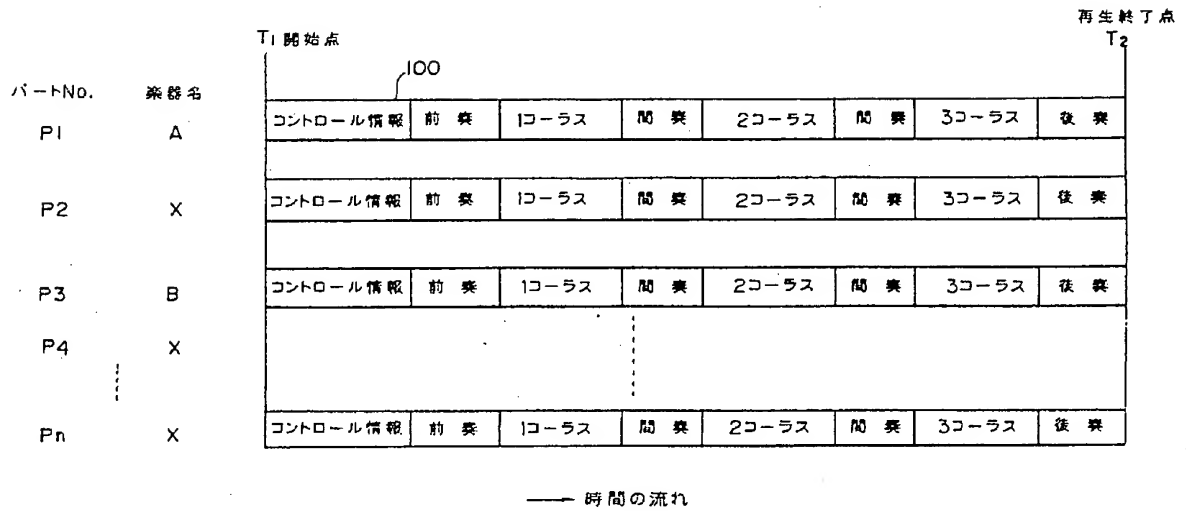 再生終了点
T1 開始点 T2
100
パートNo. 楽器名
P1 A コントロール情報 前奏 1コーラス 間奏 2コーラス 間奏 3コーラス 後奏
P2 X コントロール情報 前奏 1コーラス 間奏 2コーラス 間奏 3コーラス 後奏
P3 B コントロール情報 前奏 1コーラス 間奏 2コーラス 間奏 3コーラス 後奏
P4 X
Pn X コントロール情報 前奏 1コーラス 間奏 2コーラス 間奏 3コーラス 後奏
時間の流れ